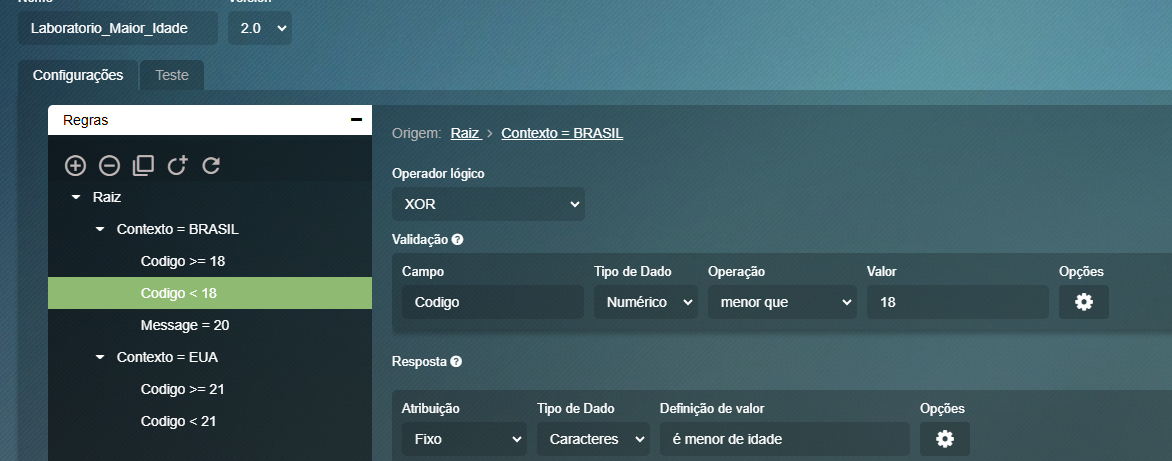 Nome Version
Laboratorio_Maior_Idade 2.0
Configurações Teste
Regras
Raiz
Contexto = BRASIL
Codigo >= 18
Codigo < 18
Message = 20
Contexto = EUA
Codigo >= 21
Codigo < 21
Origem: Raiz > Contexto = BRASIL
Operador lógico
XOR
Validação
Campo Tipo de Dado Operação Valor Opções
Codigo Numérico menor que 18
Resposta
Atribuição Tipo de Dado Definição de valor Opções
Fixo Caracteres é menor de idade